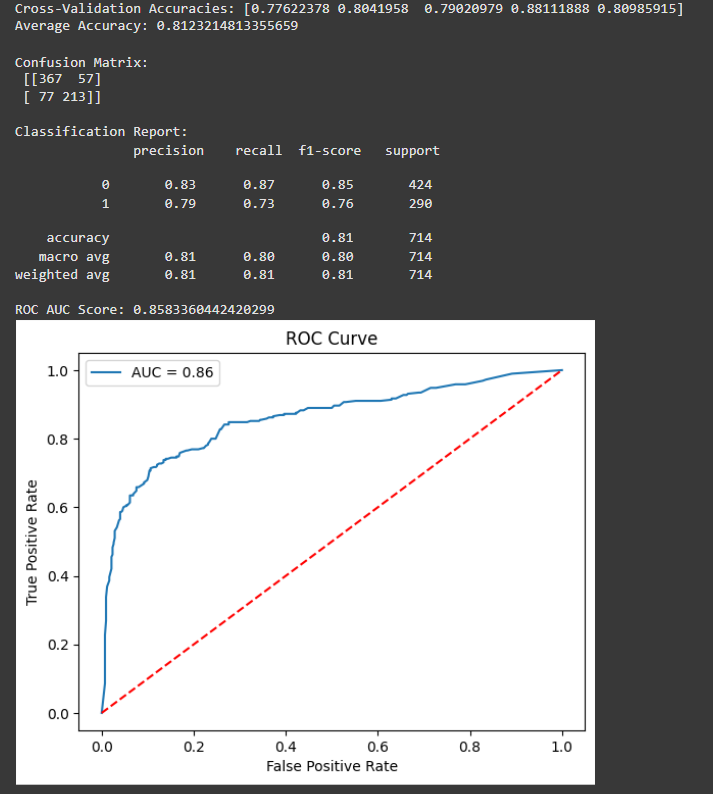 Cross-Validation Accuracies: [0.77622378 0.8041958  0.79020979 0.88111888 0.80985915]
Average Accuracy: 0.8123214813355659
Confusion Matrix:
[[367  57]
[ 77 213]]
Classification Report:
precision    recall  f1-score   support
0       0.83      0.87      0.85       424
1       0.79      0.73      0.76       290
accuracy                           0.81       714
macro avg       0.81      0.80      0.80       714
weighted avg       0.81      0.81      0.81       714
ROC AUC Score: 0.8583360442420299
ROC Curve
AUC = 0.86
1.0
0.8
0.6
0.4
0.2
0.0
True Positive Rate
0.0 0.2 0.4 0.6 0.8 1.0
False Positive Rate